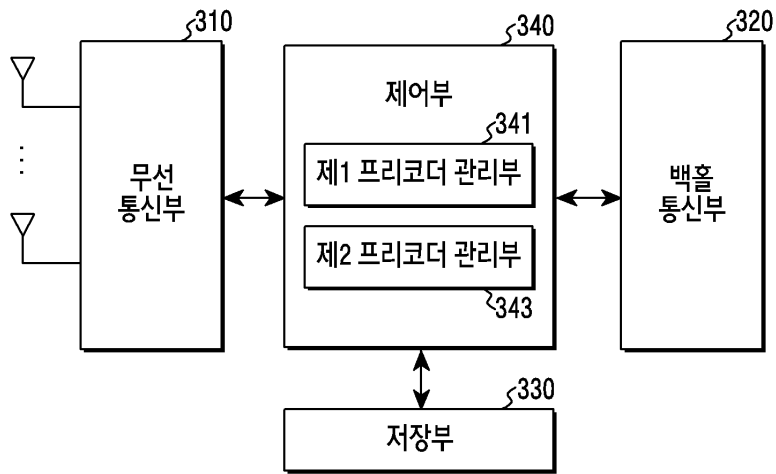 310
무선
통신부
340
제어부
341
제1 프리코더 관리부
제2 프리코더 관리부
343
320
백홀
통신부
330
저장부